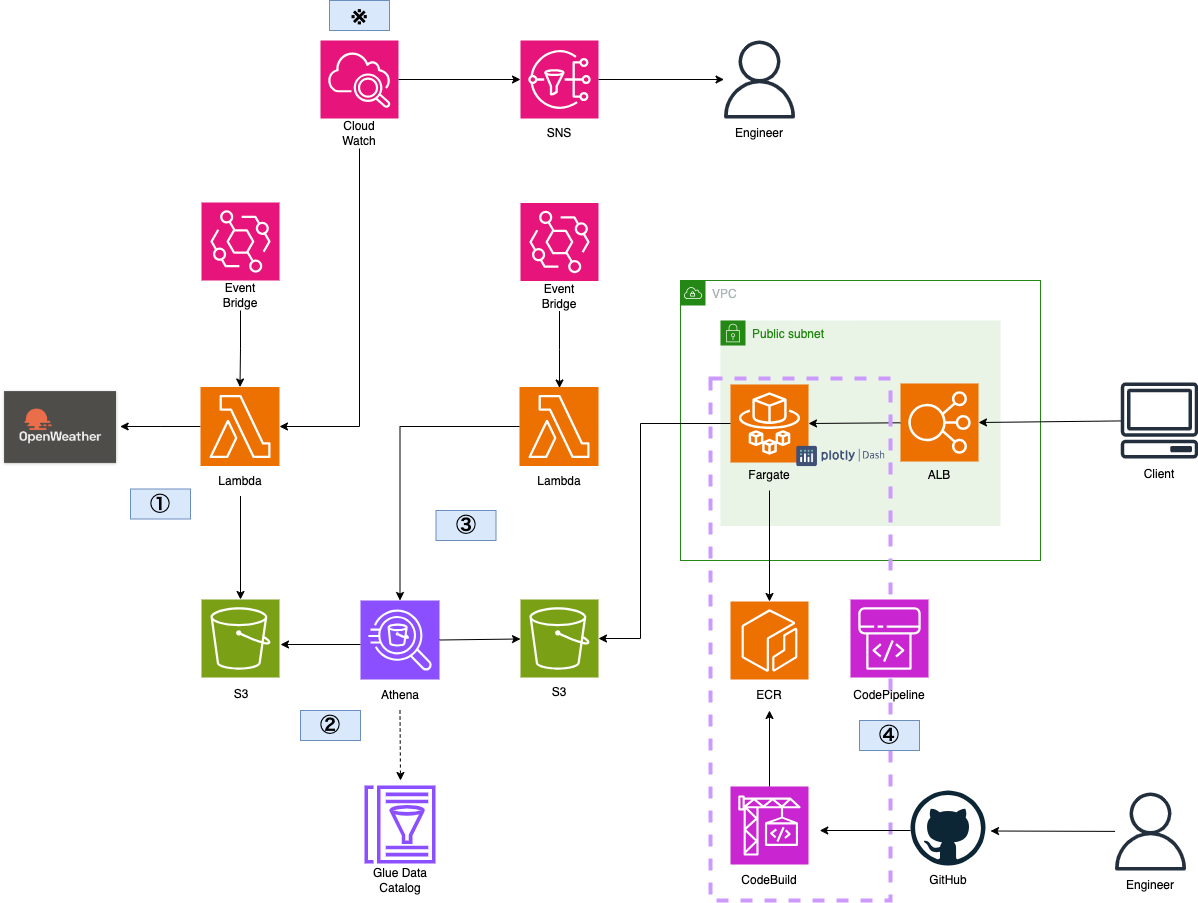 ※
Cloud
Watch
SNS
Engineer
Event
Bridge
Event
Bridge
VPC
Public subnet
OpenWeather
Lambda
Lambda
plotly | Dash
Fargate
ALB
Client
①
③
S3
Athena
S3
ECR
CodePipeline
②
④
Glue Data
Catalog
CodeBuild
GitHub
Engineer